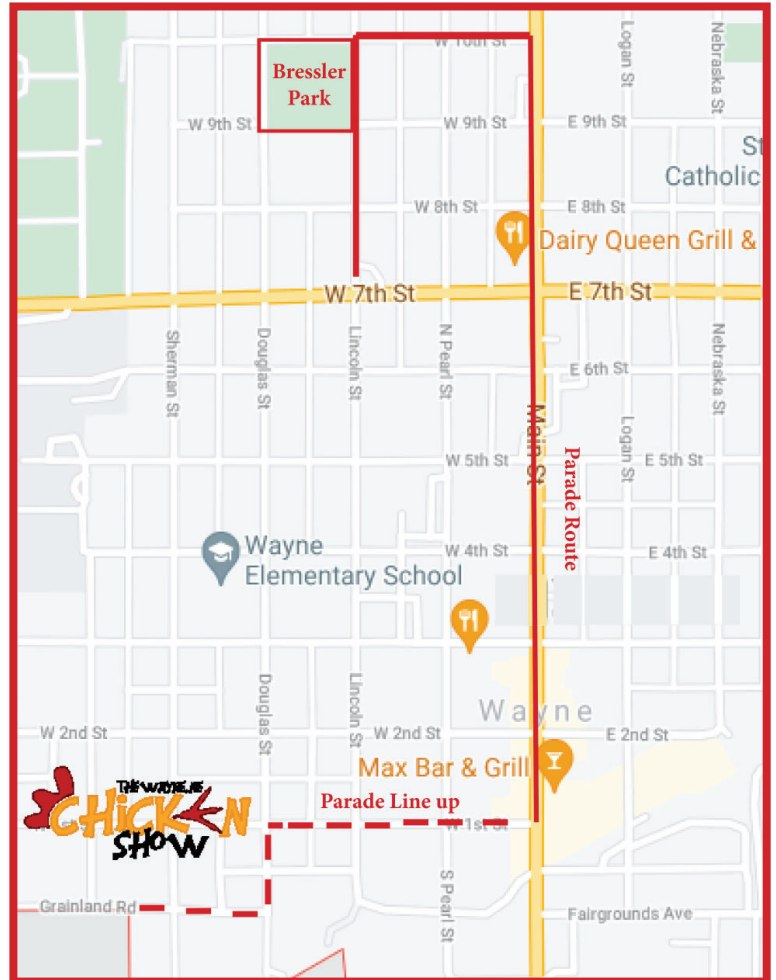 W 10th St
Logan St
Nebraska St
Bressler
Park
W 9th St
W 9th St
E 9th St
St
Catholic
W 8th St
E 8th St
Dairy Queen Grill &
W 7th St
E 7th St
Sherman St
Douglas St
Lincoln St
N Pearl St
Nebraska St
E 6th St
Main St
Logan St
W 5th St
E 5th St
Parade Route
Wayne
Elementary School
W 4th St
E 4th St
Douglas St
Lincoln St
Wayne
W 2nd St
W 2nd St
E 2nd St
Max Bar & Grill
THE WAYNE, NE
CHICKEN
SHOW
Parade Line up
W 1st St
S Pearl St
Grainland Rd
Fairgrounds Ave